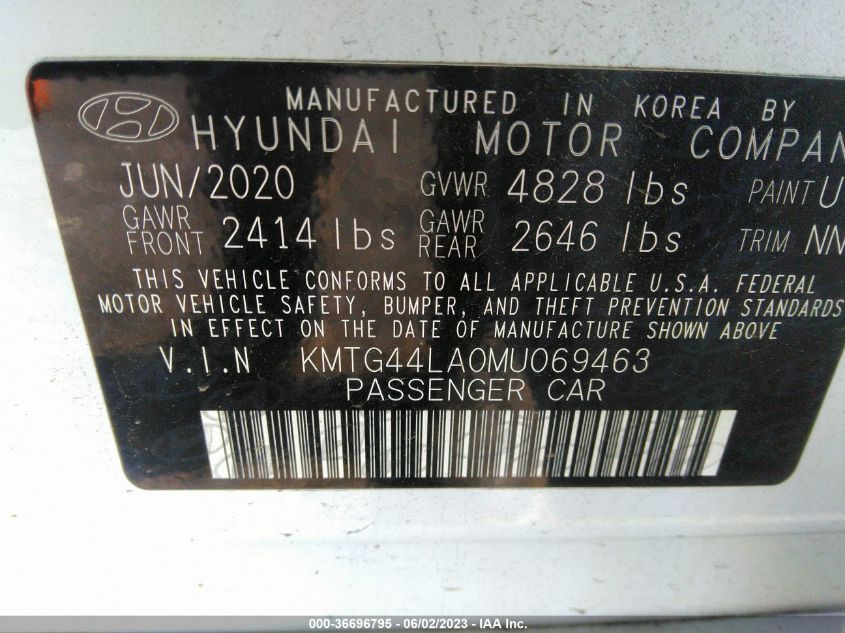 MANUFACTURED IN KOREA BY
HYUNDAI MOTOR COMPAN
JUN/2020 GVWR 4828 lbs PAINT U
GAWR FRONT 2414 lbs GAWR REAR 2646 lbs TRIM NN
THIS VEHICLE CONFORMS TO ALL APPLICABLE U.S.A. FEDERAL
MOTOR VEHICLE SAFETY, BUMPER, AND THEFT PREVENTION STANDARDS
IN EFFECT ON THE DATE OF MANUFACTURE SHOWN ABOVE
V.I.N KMTG44LA0MU069463
PASSENGER CAR
000-36696795 - 06/02/2023 - IAA Inc.